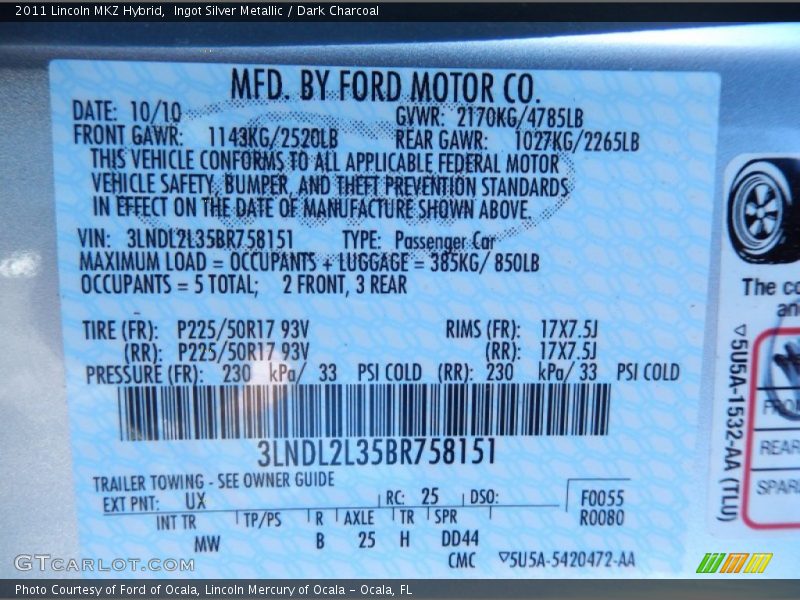 2011 Lincoln MKZ Hybrid,  Ingot Silver Metallic / Dark Charcoal
MFD. BY FORD MOTOR CO.
DATE: 10/10 GVWR: 2170KG/4785LB
FRONT GAWR: 1143KG/2520LB REAR GAWR: 1027KG/2265LB
THIS VEHICLE CONFORMS TO ALL APPLICABLE FEDERAL MOTOR
VEHICLE SAFETY, BUMPER, AND THEFT PREVENTION STANDARDS
IN EFFECT ON THE DATE OF MANUFACTURE SHOWN ABOVE.
VIN: 3LNDL2L35BR758151 TYPE: Passenger Car
MAXIMUM LOAD = OCCUPANTS + LUGGAGE = 385KG/ 850LB
OCCUPANTS = 5 TOTAL; 2 FRONT, 3 REAR
TIRE (FR): P225/50R17 93V RIMS (FR): 17X7.5J
(RR): P225/50R17 93V (RR): 17X7.5J
PRESSURE (FR): 230 kPa/ 33 PSI COLD (RR): 230 kPa/ 33 PSI COLD
3LNDL2L35BR758151
TRAILER TOWING - SEE OWNER GUIDE
EXT PNT: UX RC: 25 DSO: F0055
INT TR TP/PS R AXLE TR SPR R0080
MW B 25 H DD44
CMC ▽5U5A-5420472-AA
The co
an
▽5U5A-1532-AA (TLU)
FRON
REAR
SPAR
GTCarLot.com
Photo Courtesy of Ford of Ocala, Lincoln Mercury of Ocala - Ocala, FL